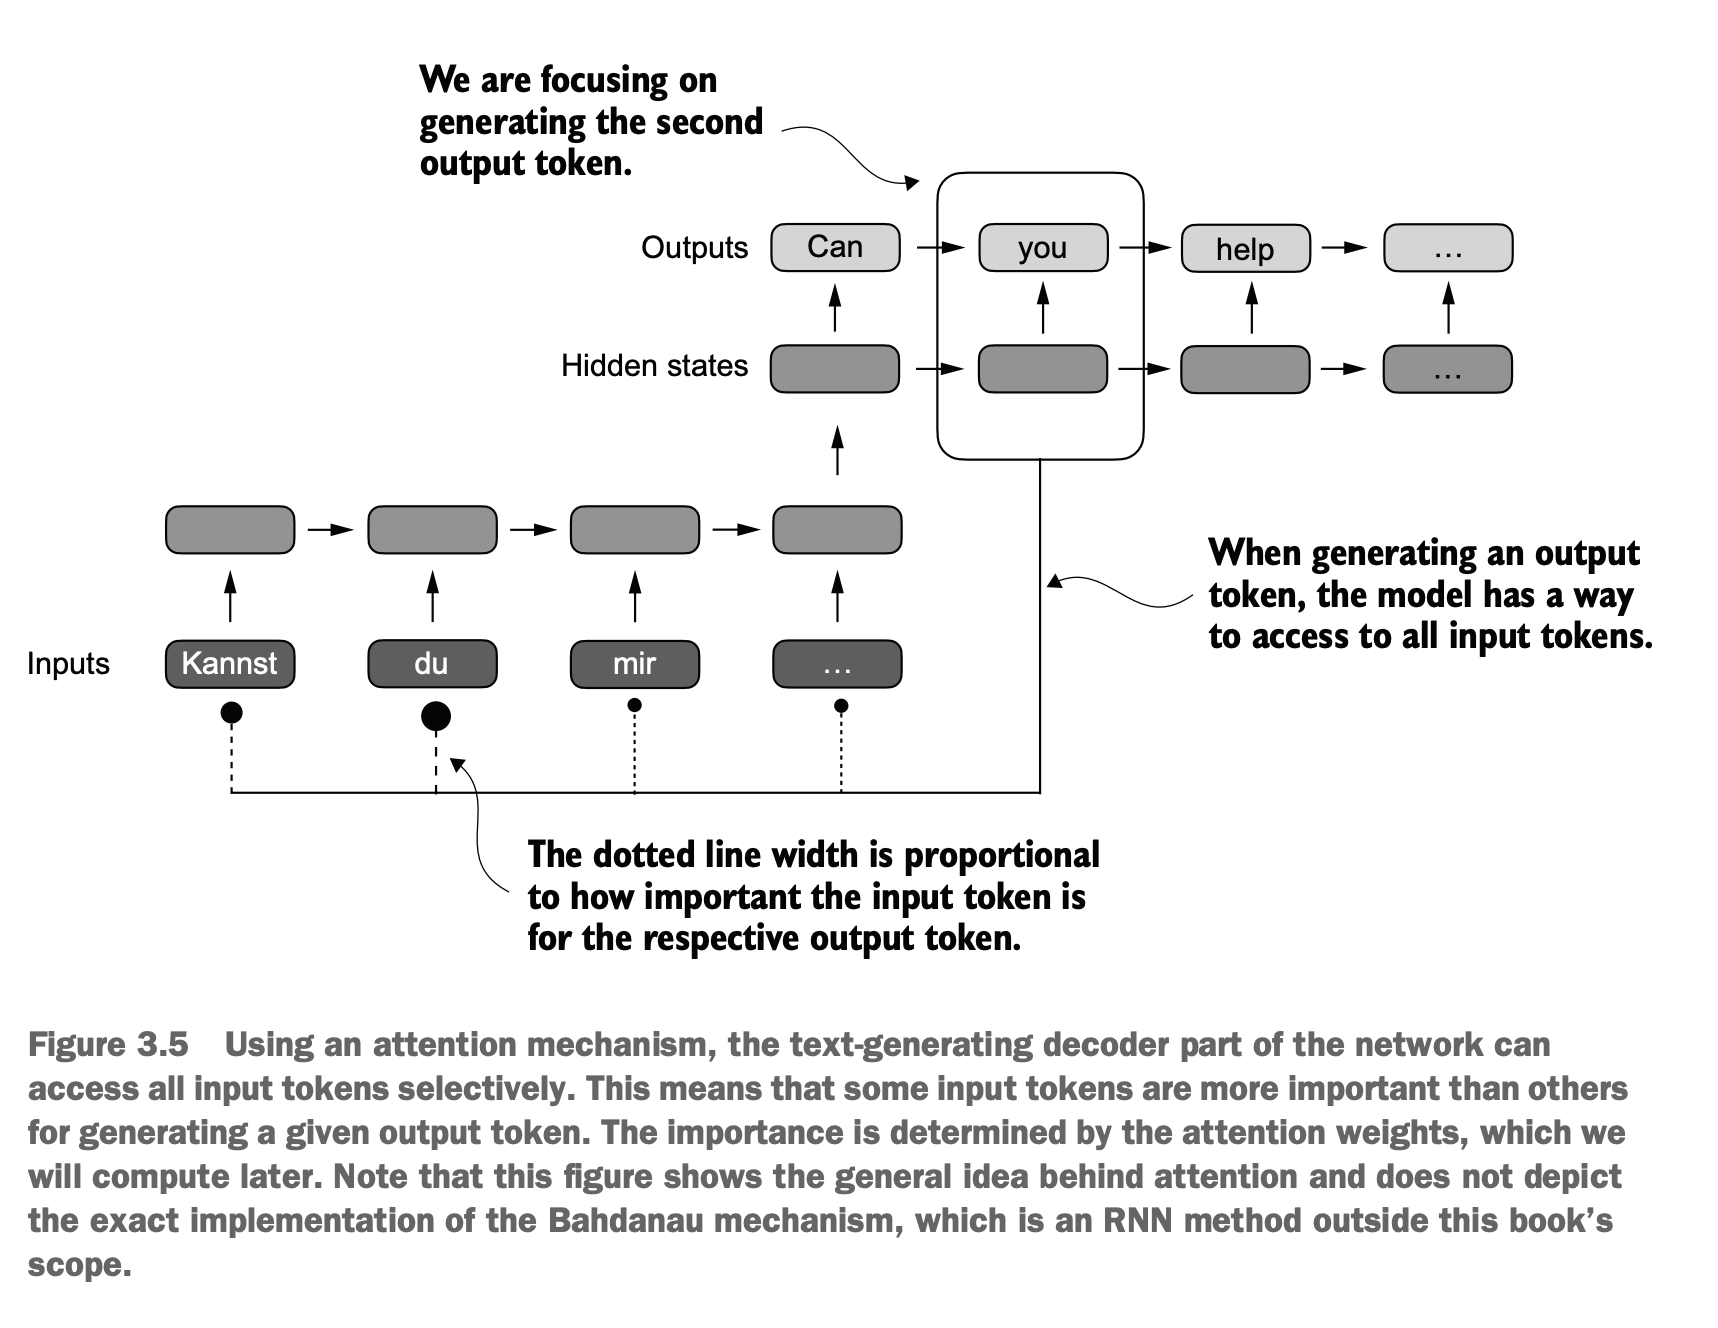 We are focusing on
generating the second
output token.
Outputs Can you help ...
Hidden states ...
Inputs Kannst du mir ...
When generating an output
token, the model has a way
to access to all input tokens.
The dotted line width is proportional
to how important the input token is
for the respective output token.
Figure 3.5 Using an attention mechanism, the text-generating decoder part of the network can
access all input tokens selectively. This means that some input tokens are more important than others
for generating a given output token. The importance is determined by the attention weights, which we
will compute later. Note that this figure shows the general idea behind attention and does not depict
the exact implementation of the Bahdanau mechanism, which is an RNN method outside this book’s
scope.